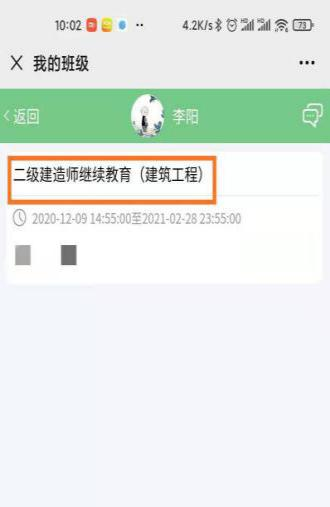 10:02 4.2K/s 73
我的班级
返回 李阳
二级建造师继续教育（建筑工程）
2020-12-09 14:55:00至2021-02-28 23:55:00